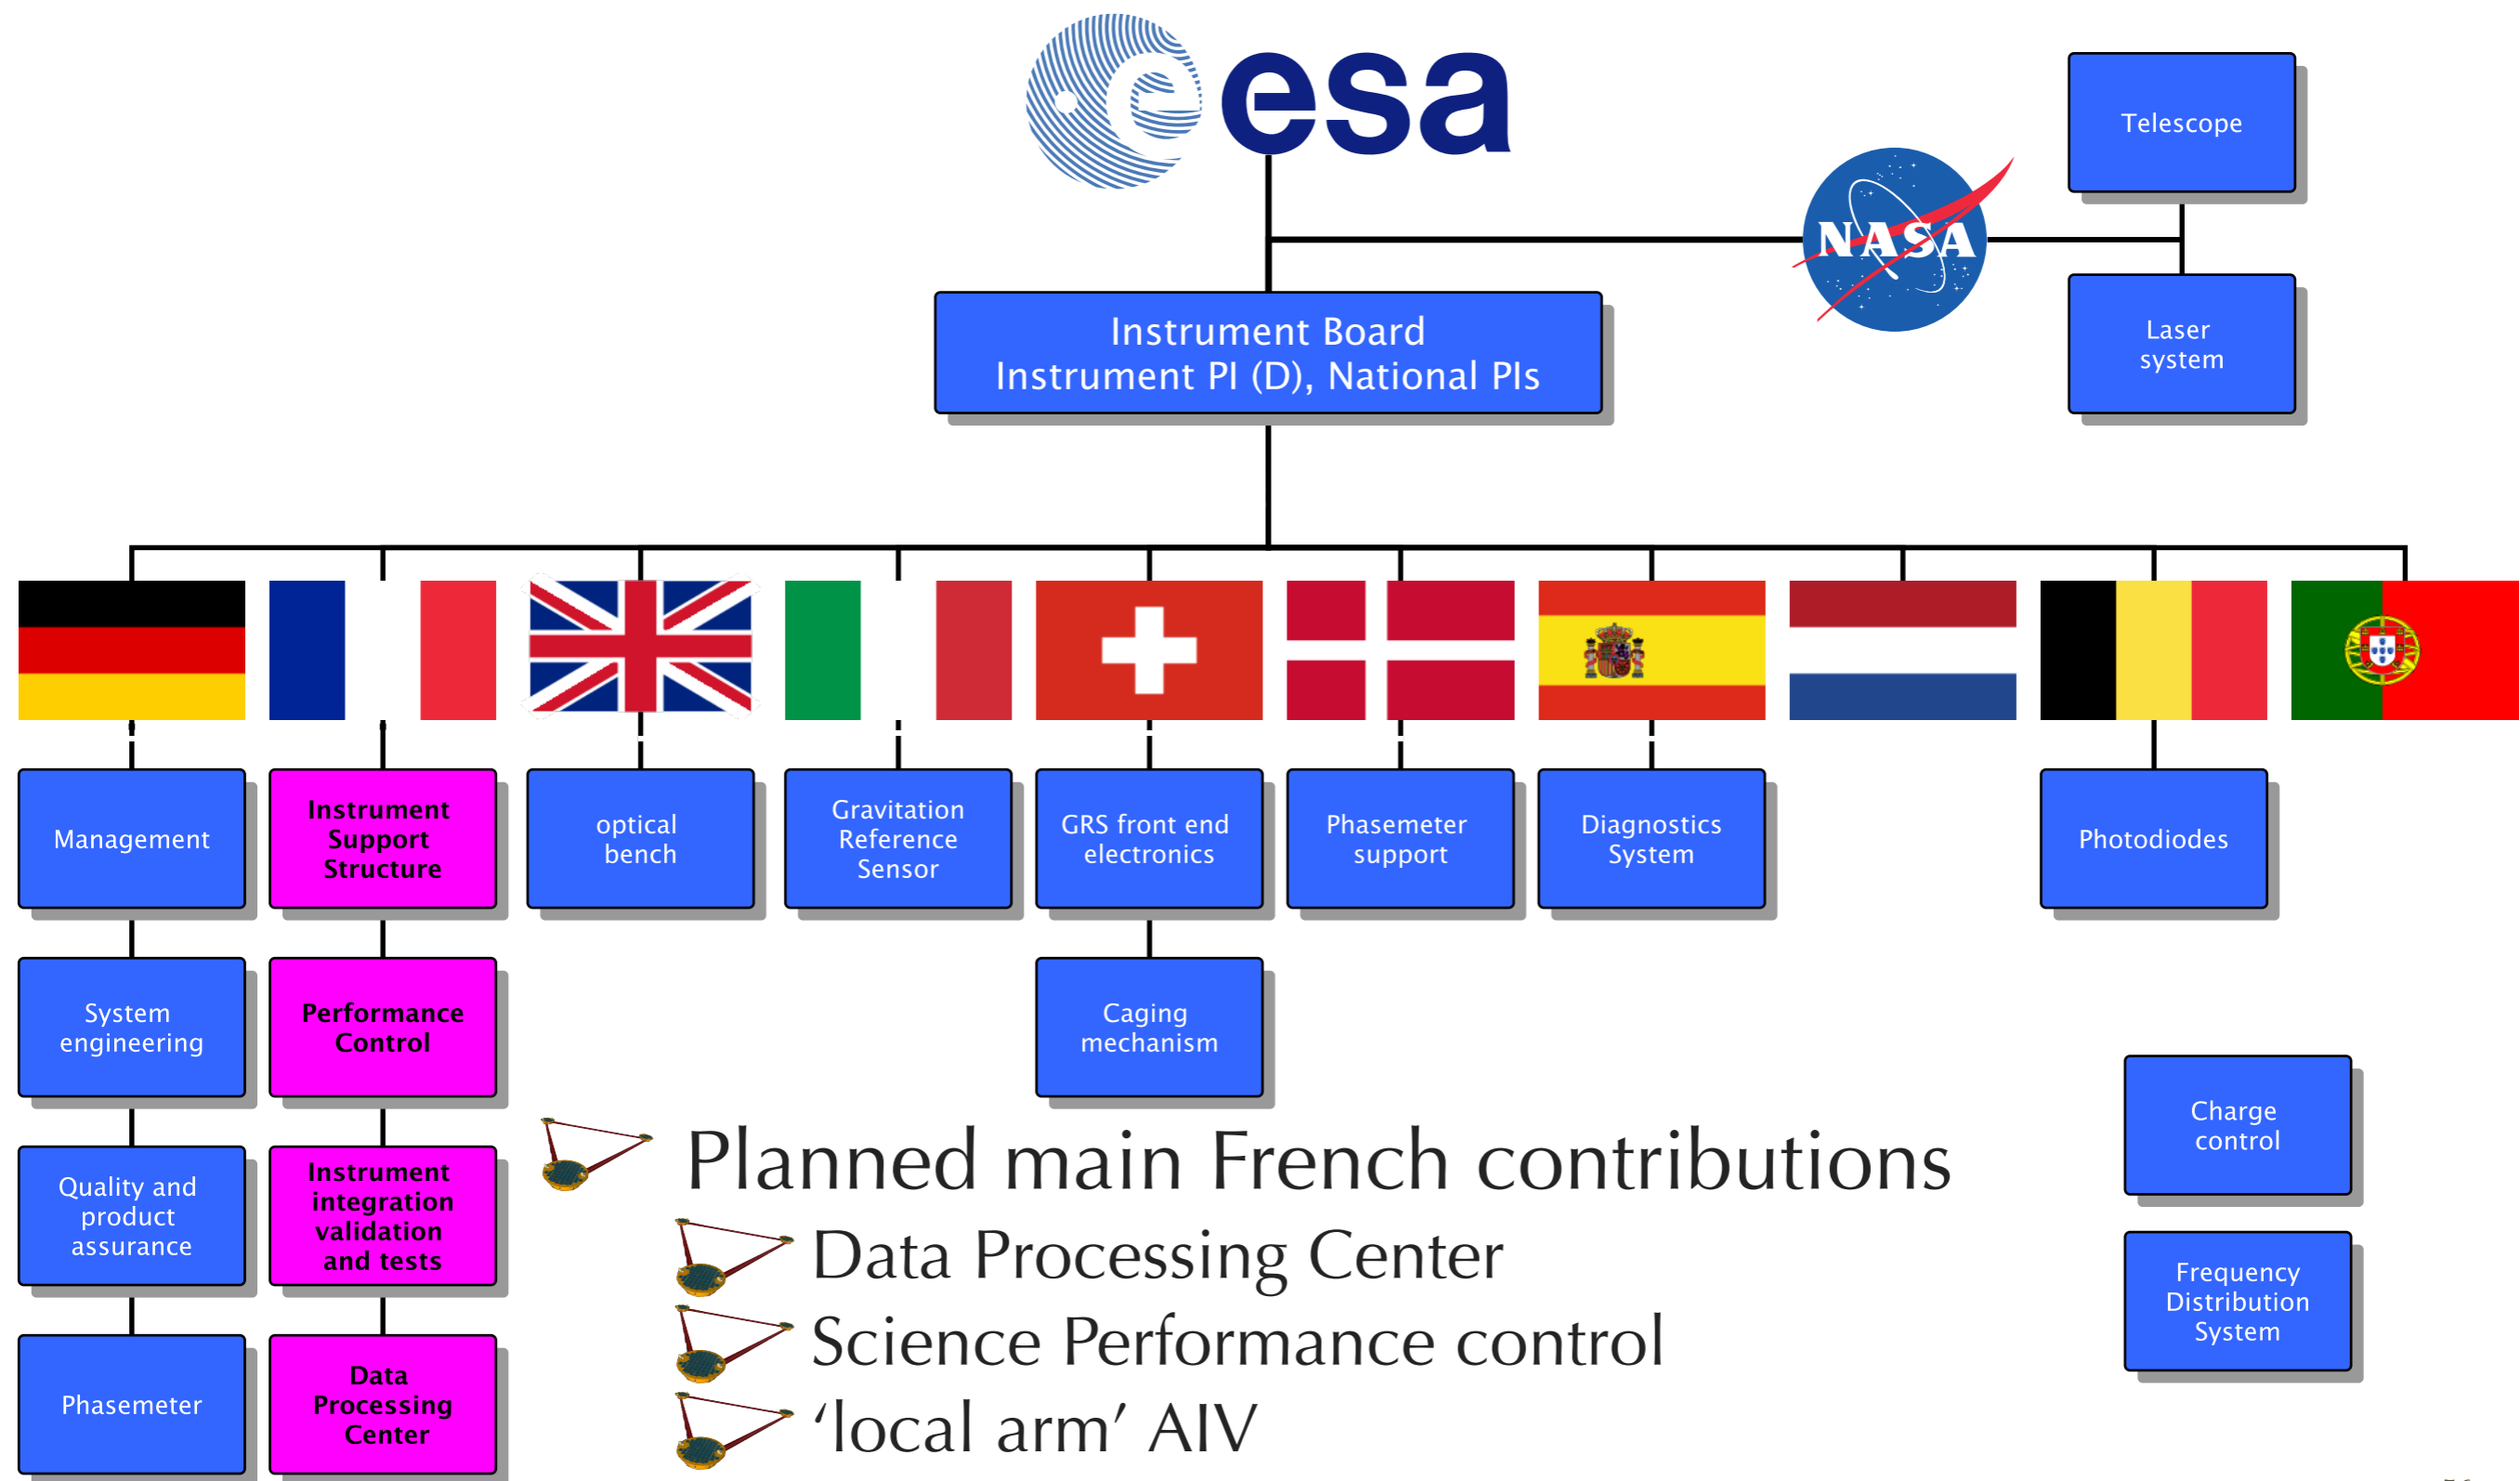 esa
NASA
Telescope
Laser
system
Instrument Board
Instrument PI (D), National PIs
Management
Instrument
Support
Structure
optical
bench
Gravitation
Reference
Sensor
GRS front end
electronics
Phasemeter
support
Diagnostics
System
Photodiodes
System
engineering
Performance
Control
Caging
mechanism
Quality and
product
assurance
Instrument
integration
validation
and tests
Phasemeter
Data
Processing
Center
Planned main French contributions
Data Processing Center
Science Performance control
‘local arm’ AIV
Charge
control
Frequency
Distribution
System